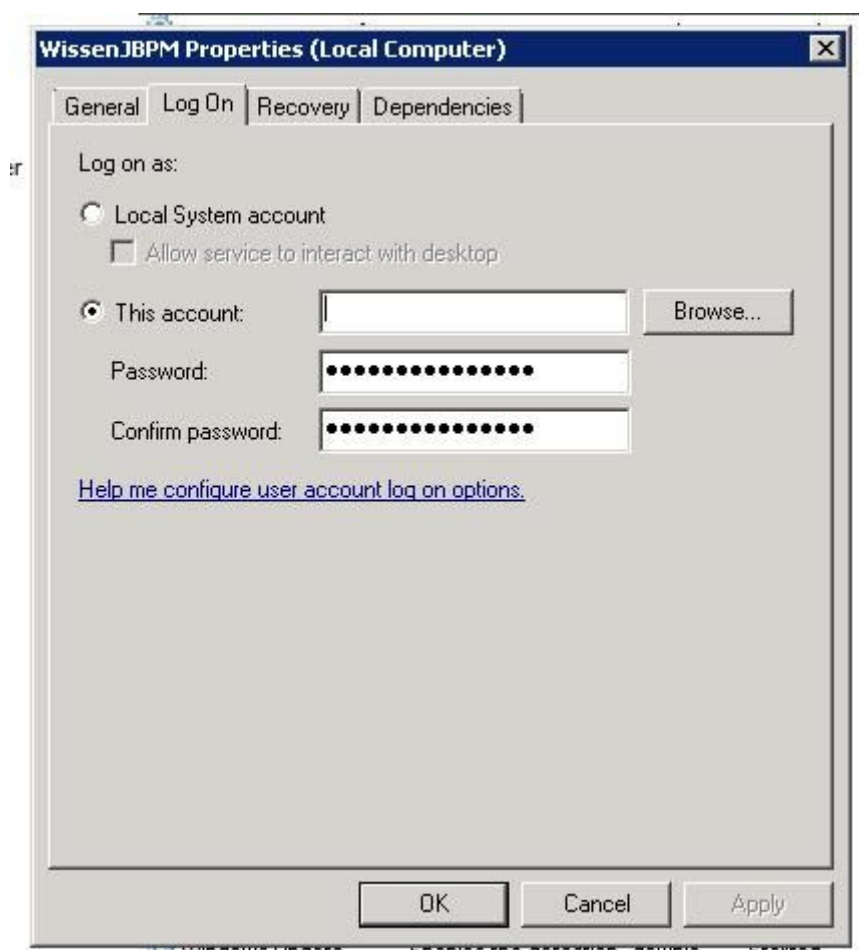 WissenJBPM Properties (Local Computer)
General Log On Recovery Dependencies
er
Log on as:
Local System account
Allow service to interact with desktop
This account: Browse...
Password: ●●●●●●●●●●●●●●●
Confirm password: ●●●●●●●●●●●●●●●
Help me configure user account log on options.
OK Cancel Apply